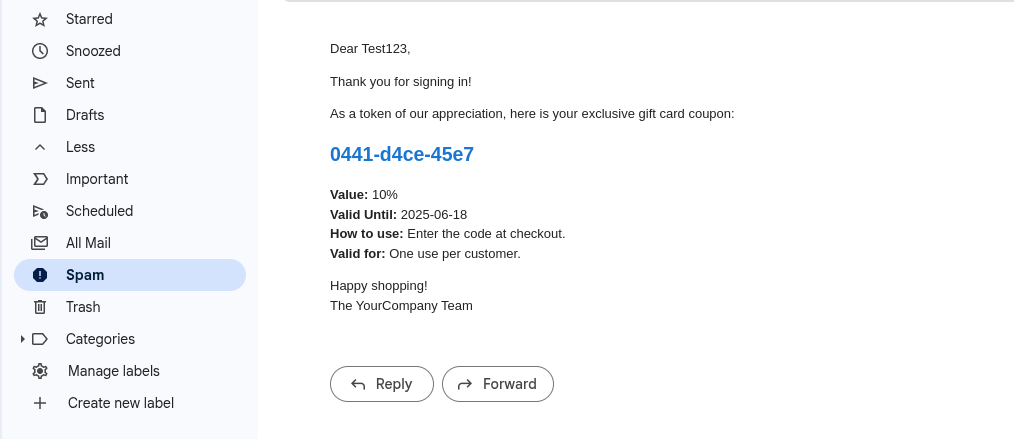 Starred
Snoozed
Sent
Drafts
Less
Important
Scheduled
All Mail
Spam
Trash
Categories
Manage labels
Create new label
Dear Test123,
Thank you for signing in!
As a token of our appreciation, here is your exclusive gift card coupon:
0441-d4ce-45e7
Value: 10%
Valid Until: 2025-06-18
How to use: Enter the code at checkout.
Valid for: One use per customer.
Happy shopping!
The YourCompany Team
Reply
Forward